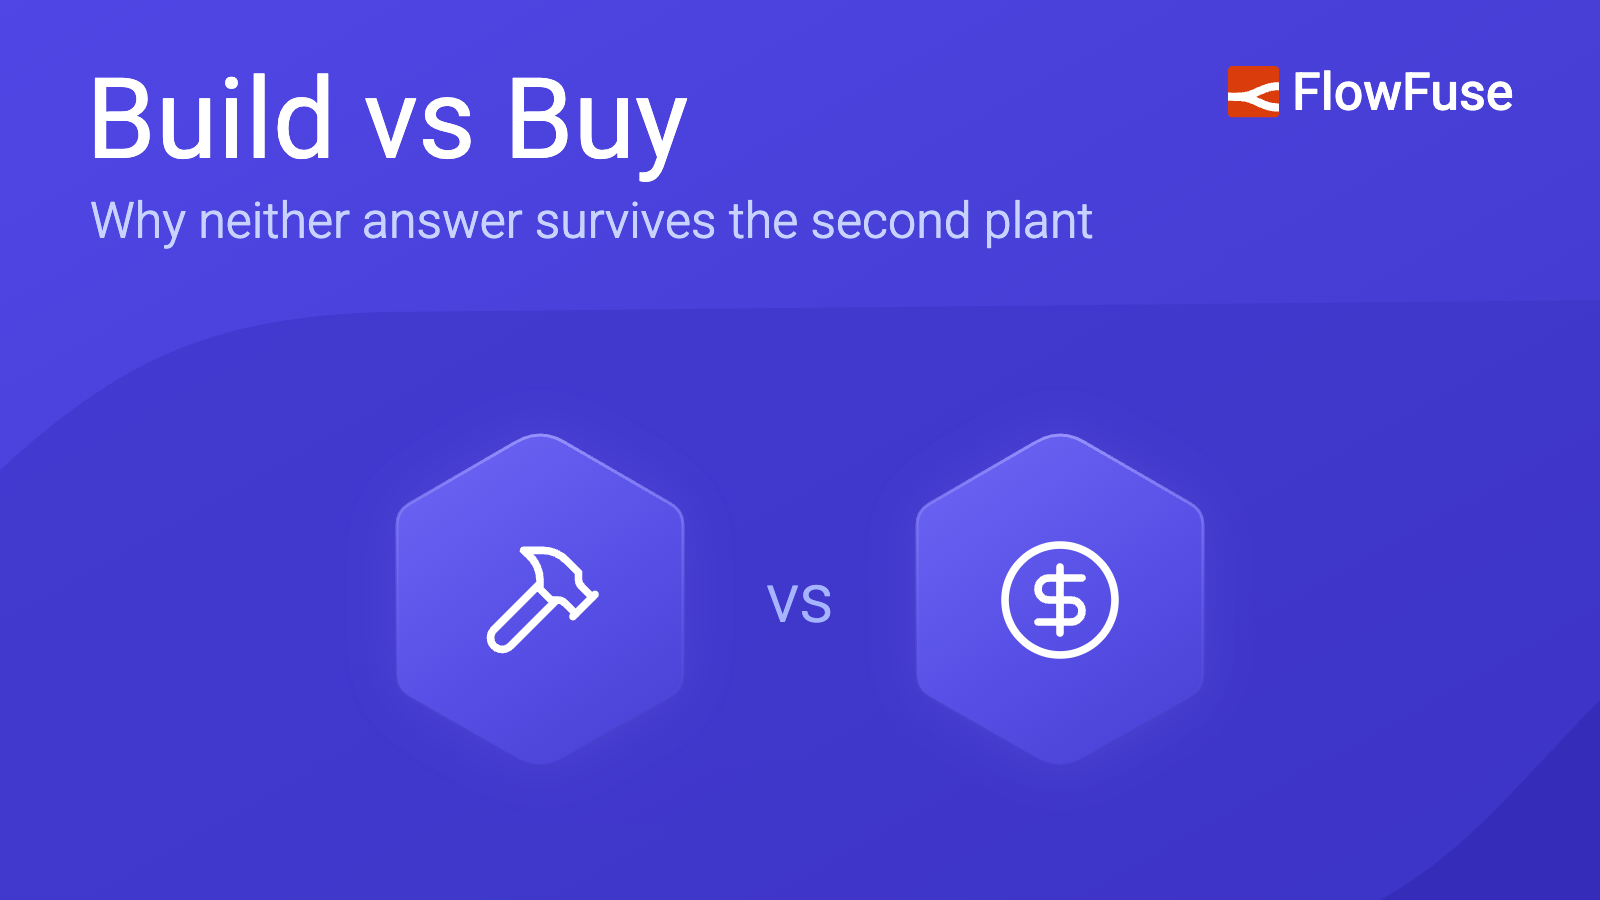 Build vs Buy
FlowFuse
Why neither answer survives the second plant
vs
$